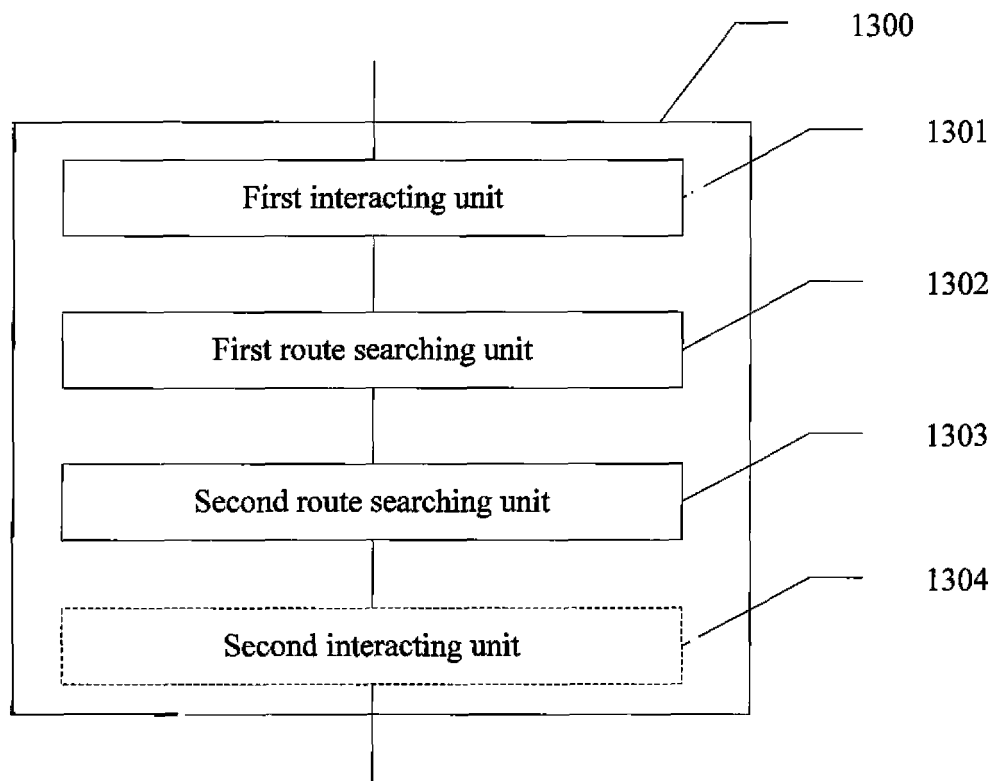 1300
1301
First interacting unit
1302
First route searching unit
1303
Second route searching unit
1304
Second interacting unit